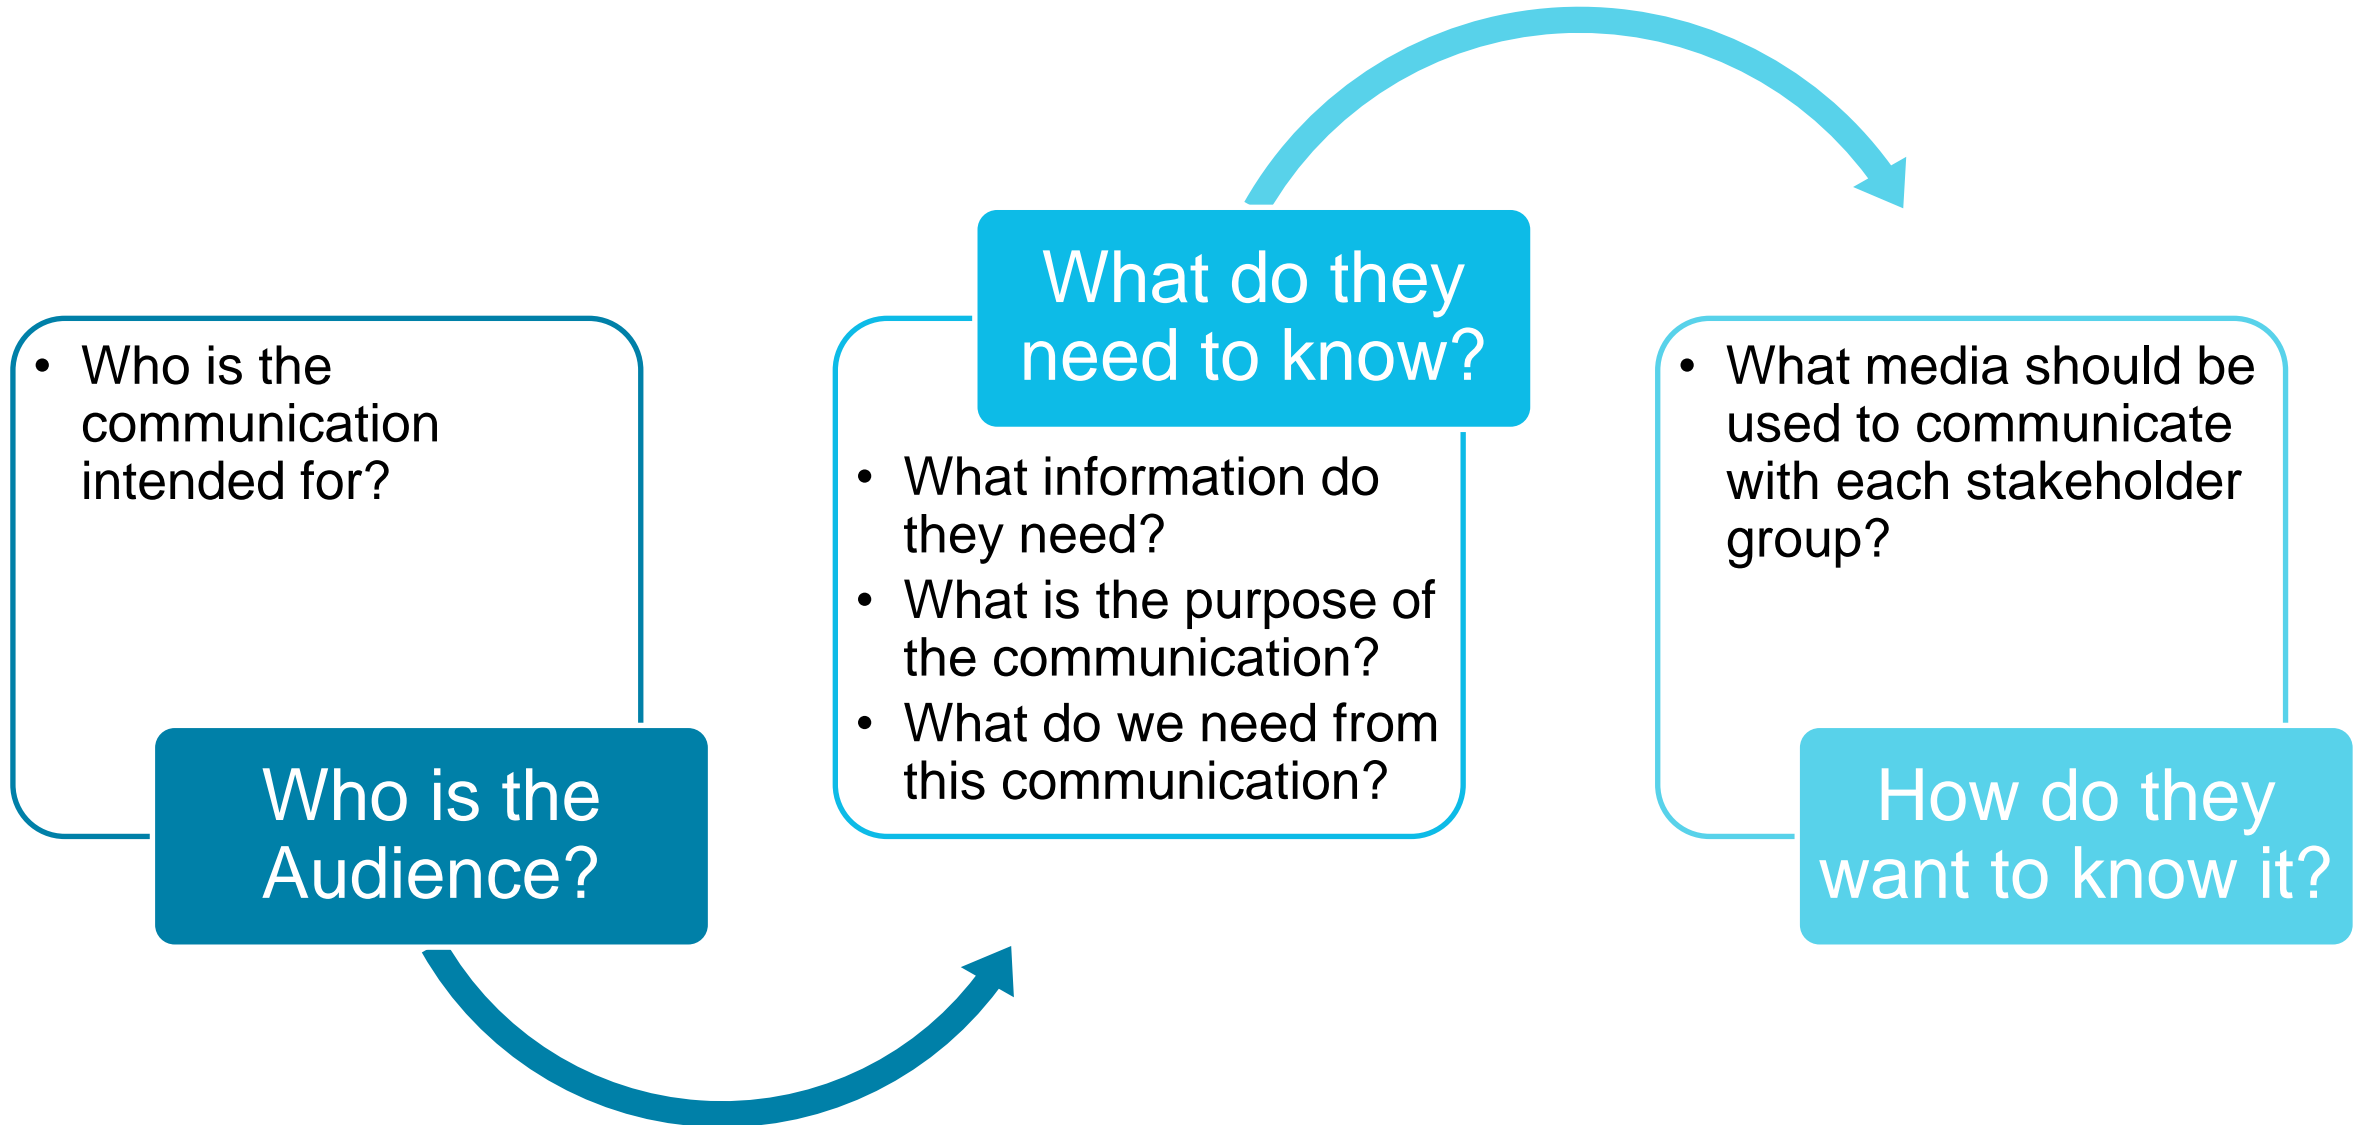 • Who is the
communication
intended for?
Who is the
Audience?
What do they
need to know?
• What information do
they need?
• What is the purpose of
the communication?
• What do we need from
this communication?
• What media should be
used to communicate
with each stakeholder
group?
How do they
want to know it?